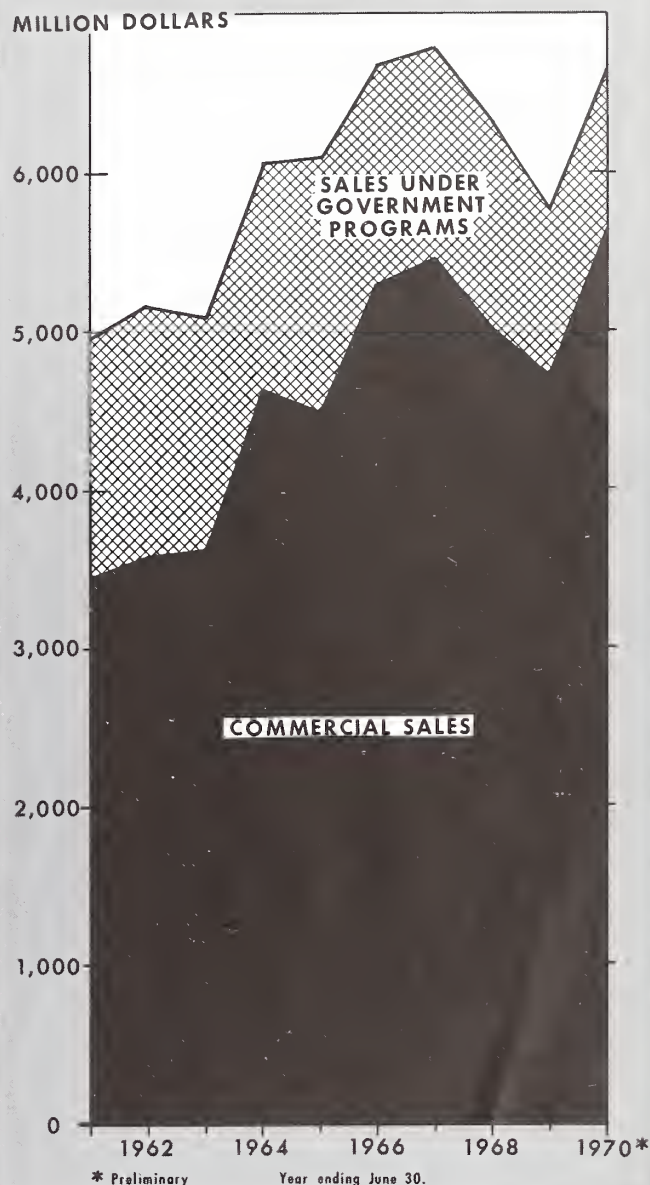 MILLION DOLLARS
6,000
SALES UNDER
GOVERNMENT
PROGRAMS
5,000
4,000
3,000
COMMERCIAL SALES
2,000
1,000
0
1962 1964 1966 1968 1970*
* Preliminary Year ending June 30.